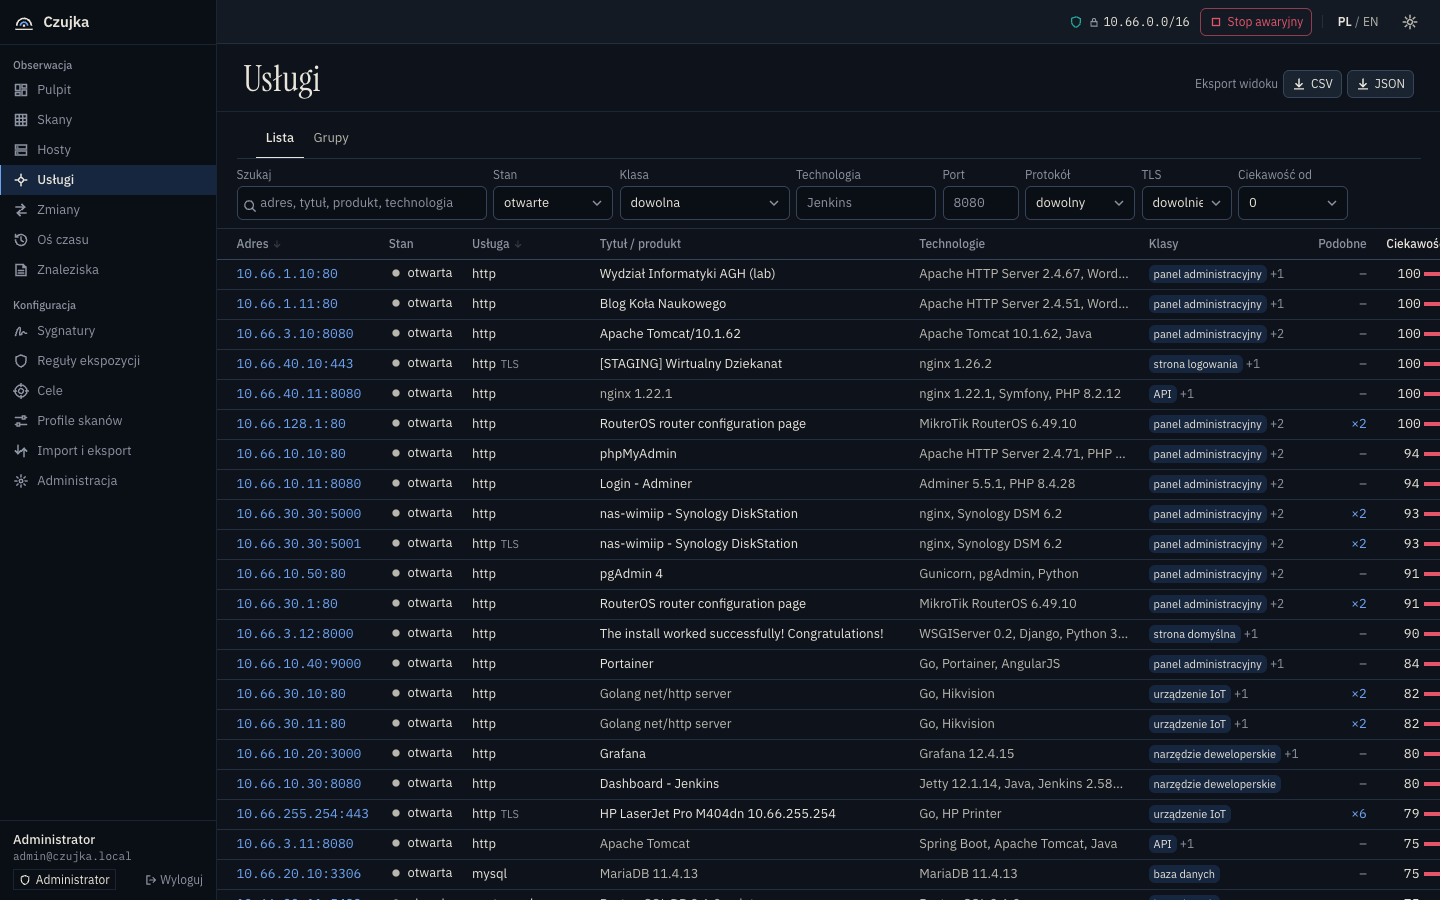 Czujka
10.66.0.0/16
Stop awaryjny
PL / EN
Obserwacja
Pulpit
Skany
Hosty
Usługi
Zmiany
Oś czasu
Znaleziska
Konfiguracja
Sygnatury
Reguły ekspozycji
Cele
Profile skanów
Import i eksport
Administracja
Administrator
admin@czujka.local
Administrator Wyloguj
Usługi
Eksport widoku CSV JSON
Lista Grupy
Szukaj Stan Klasa Technologia Port Protokół TLS Ciekawość od
adres, tytuł, produkt, technologia otwarte dowolna Jenkins 8080 dowolny dowolnie 0
Adres ↓ Stan Usługa ↓ Tytuł / produkt Technologie Klasy Podobne Ciekawość
10.66.1.10:80 otwarta http Wydział Informatyki AGH (lab) Apache HTTP Server 2.4.67, Word… panel administracyjny +1 – 100
10.66.1.11:80 otwarta http Blog Koła Naukowego Apache HTTP Server 2.4.51, Word… panel administracyjny +1 – 100
10.66.3.10:8080 otwarta http Apache Tomcat/10.1.62 Apache Tomcat 10.1.62, Java panel administracyjny +2 – 100
10.66.40.10:443 otwarta http TLS [STAGING] Wirtualny Dziekanat nginx 1.26.2 strona logowania +1 – 100
10.66.40.11:8080 otwarta http nginx 1.22.1 nginx 1.22.1, Symfony, PHP 8.2.12 API +1 – 100
10.66.128.1:80 otwarta http RouterOS router configuration page MikroTik RouterOS 6.49.10 panel administracyjny +2 ×2 100
10.66.10.10:80 otwarta http phpMyAdmin Apache HTTP Server 2.4.71, PHP … panel administracyjny +2 – 94
10.66.10.11:8080 otwarta http Login - Adminer Adminer 5.5.1, PHP 8.4.28 panel administracyjny +2 – 94
10.66.30.30:5000 otwarta http nas-wimiip - Synology DiskStation nginx, Synology DSM 6.2 panel administracyjny +2 ×2 93
10.66.30.30:5001 otwarta http TLS nas-wimiip - Synology DiskStation nginx, Synology DSM 6.2 panel administracyjny +2 ×2 93
10.66.10.50:80 otwarta http pgAdmin 4 Gunicorn, pgAdmin, Python panel administracyjny +2 – 91
10.66.30.1:80 otwarta http RouterOS router configuration page MikroTik RouterOS 6.49.10 panel administracyjny +2 ×2 91
10.66.3.12:8000 otwarta http The install worked successfully! Congratulations! WSGIServer 0.2, Django, Python 3… strona domyślna +1 – 90
10.66.10.40:9000 otwarta http Portainer Go, Portainer, AngularJS panel administracyjny +1 – 84
10.66.30.10:80 otwarta http Golang net/http server Go, Hikvision urządzenie IoT +1 ×2 82
10.66.30.11:80 otwarta http Golang net/http server Go, Hikvision urządzenie IoT +1 ×2 82
10.66.10.20:3000 otwarta http Grafana Grafana 12.4.15 narzędzie deweloperskie +1 – 80
10.66.10.30:8080 otwarta http Dashboard - Jenkins Jetty 12.1.14, Java, Jenkins 2.58… narzędzie deweloperskie – 80
10.66.255.254:443 otwarta http TLS HP LaserJet Pro M404dn 10.66.255.254 Go, HP Printer urządzenie IoT ×6 79
10.66.3.11:8080 otwarta http Apache Tomcat Spring Boot, Apache Tomcat, Java API +1 – 75
10.66.20.10:3306 otwarta mysql MariaDB 11.4.13 MariaDB 11.4.13 baza danych – 75